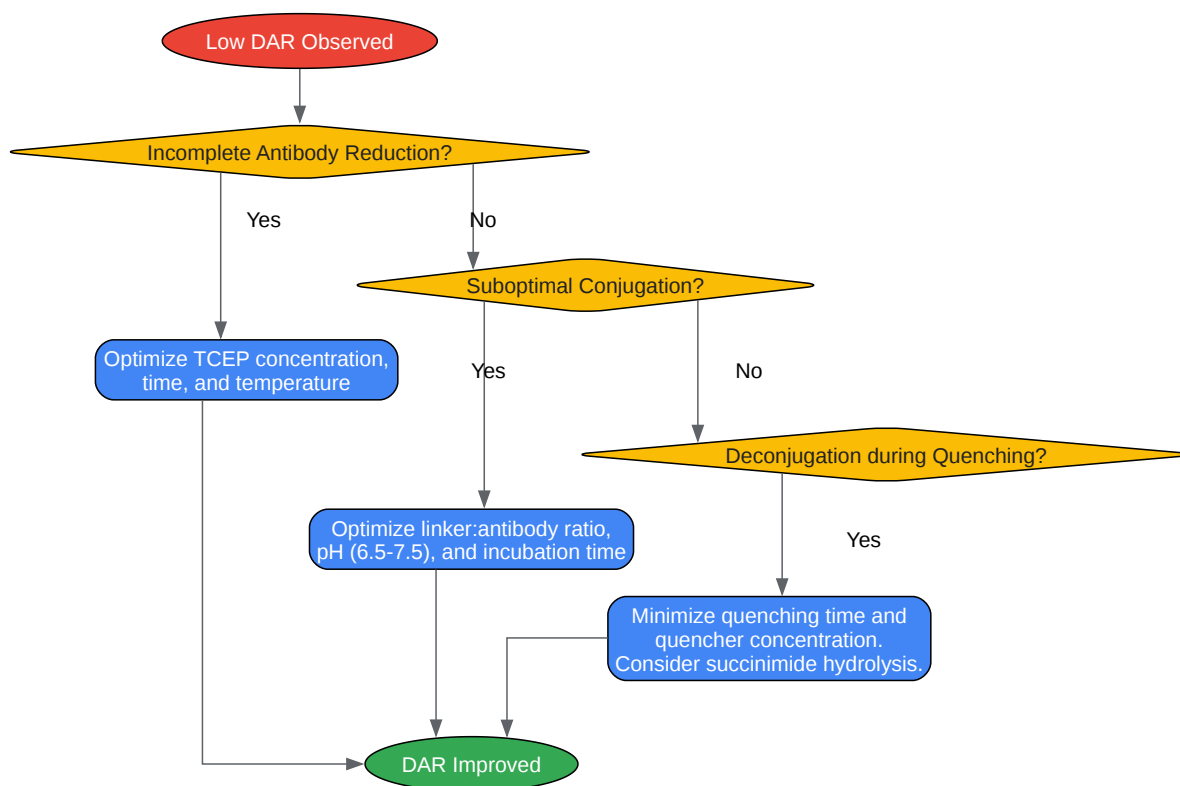 Low DAR Observed
Incomplete Antibody Reduction?
Yes
No
Suboptimal Conjugation?
Optimize TCEP concentration,
time, and temperature
Yes
No
Deconjugation during Quenching?
Optimize linker:antibody ratio,
pH (6.5-7.5), and incubation time
Yes
Minimize quenching time and
quencher concentration.
Consider succinimide hydrolysis.
DAR Improved